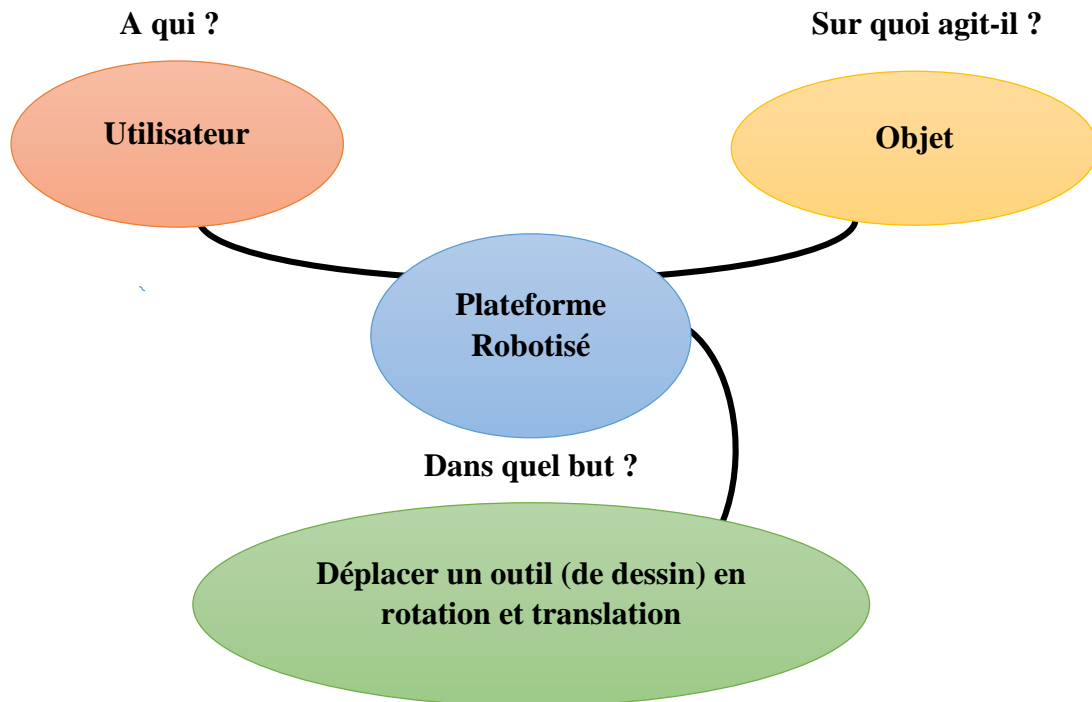 A qui ?
Sur quoi agit-il ?
Utilisateur
Objet
Plateforme
Robotisé
Dans quel but ?
Déplacer un outil (de dessin) en
rotation et translation